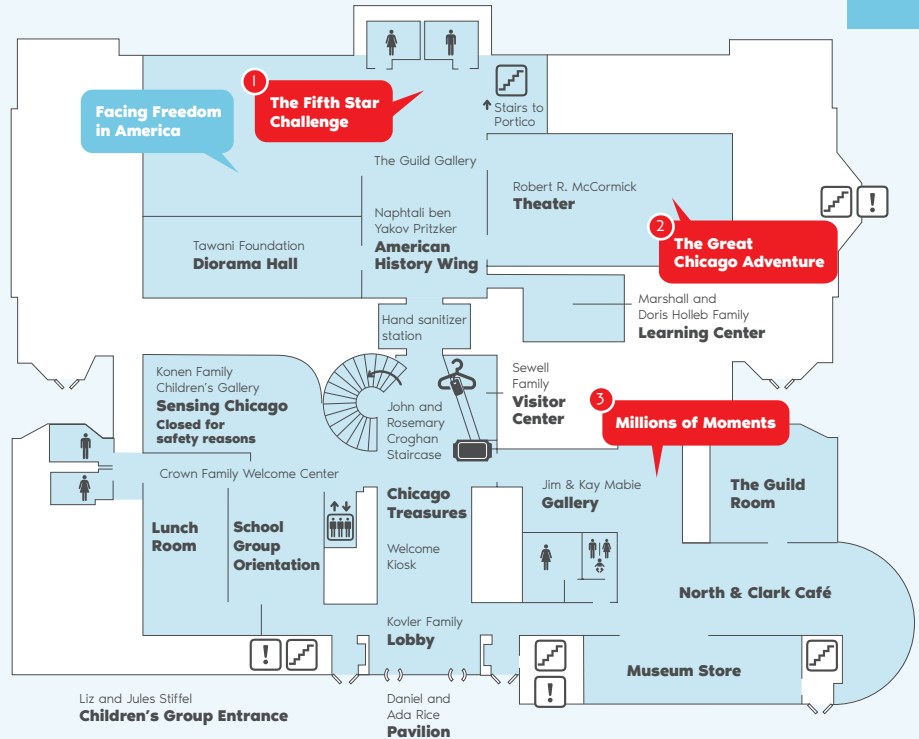 1
The Fifth Star
Challenge
Facing Freedom
in America
Stairs to
Portico
The Guild Gallery
Robert R. McCormick
Theater
2
The Great
Chicago Adventure
Naphtali ben
Yakov Pritzker
American
History Wing
Tawani Foundation
Diorama Hall
Marshall and
Doris Holleb Family
Learning Center
Hand sanitizer
station
Konen Family
Children's Gallery
Sensing Chicago
Closed for
safety reasons
John and
Rosemary
Croghan
Staircase
Sewell
Family
Visitor
Center
3
Millions of Moments
Crown Family Welcome Center
Lunch
Room
School
Group
Orientation
Chicago
Treasures
Welcome
Kiosk
Jim & Kay Mabie
Gallery
The Guild
Room
North & Clark Café
Kovler Family
Lobby
Museum Store
!
!
!
Liz and Jules Stiffel
Children's Group Entrance
Daniel and
Ada Rice
Pavilion